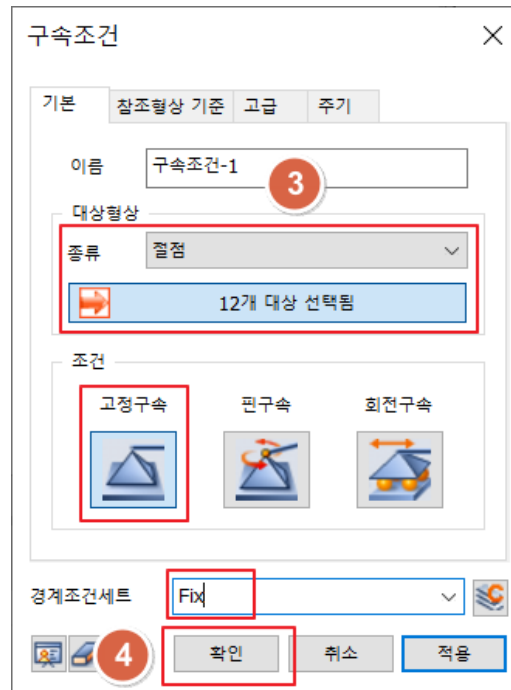 구속조건
기본 참조형상 기준 고급 주기
이름 구속조건-1
3
대상형상
종류 절점
12개 대상 선택됨
조건
고정구속 핀구속 회전구속
경계조건세트 Fix
4 확인 취소 적용